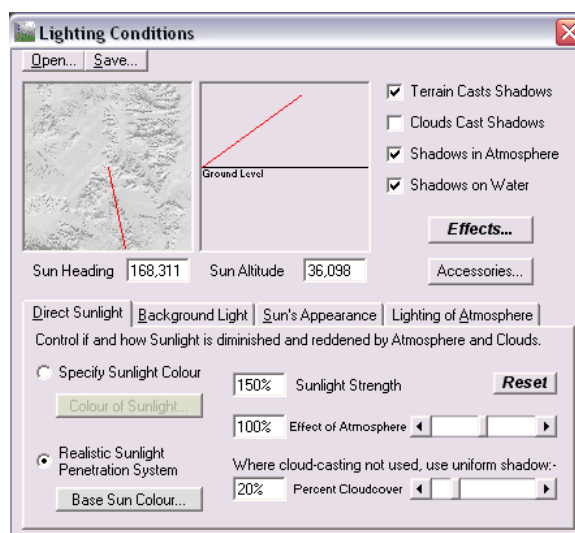 Lighting Conditions
Open... Save...
Terrain Casts Shadows
Clouds Cast Shadows
Shadows in Atmosphere
Shadows on Water
Ground Level
Effects...
Sun Heading 168,311 Sun Altitude 36,098 Accessories...
Direct Sunlight Background Light Sun's Appearance Lighting of Atmosphere
Control if and how Sunlight is diminished and reddened by Atmosphere and Clouds.
Specify Sunlight Colour
Colour of Sunlight...
150% Sunlight Strength Reset
100% Effect of Atmosphere
Realistic Sunlight
Penetration System
Base Sun Colour...
Where cloud-casting not used, use uniform shadow:-
20% Percent Cloudcover